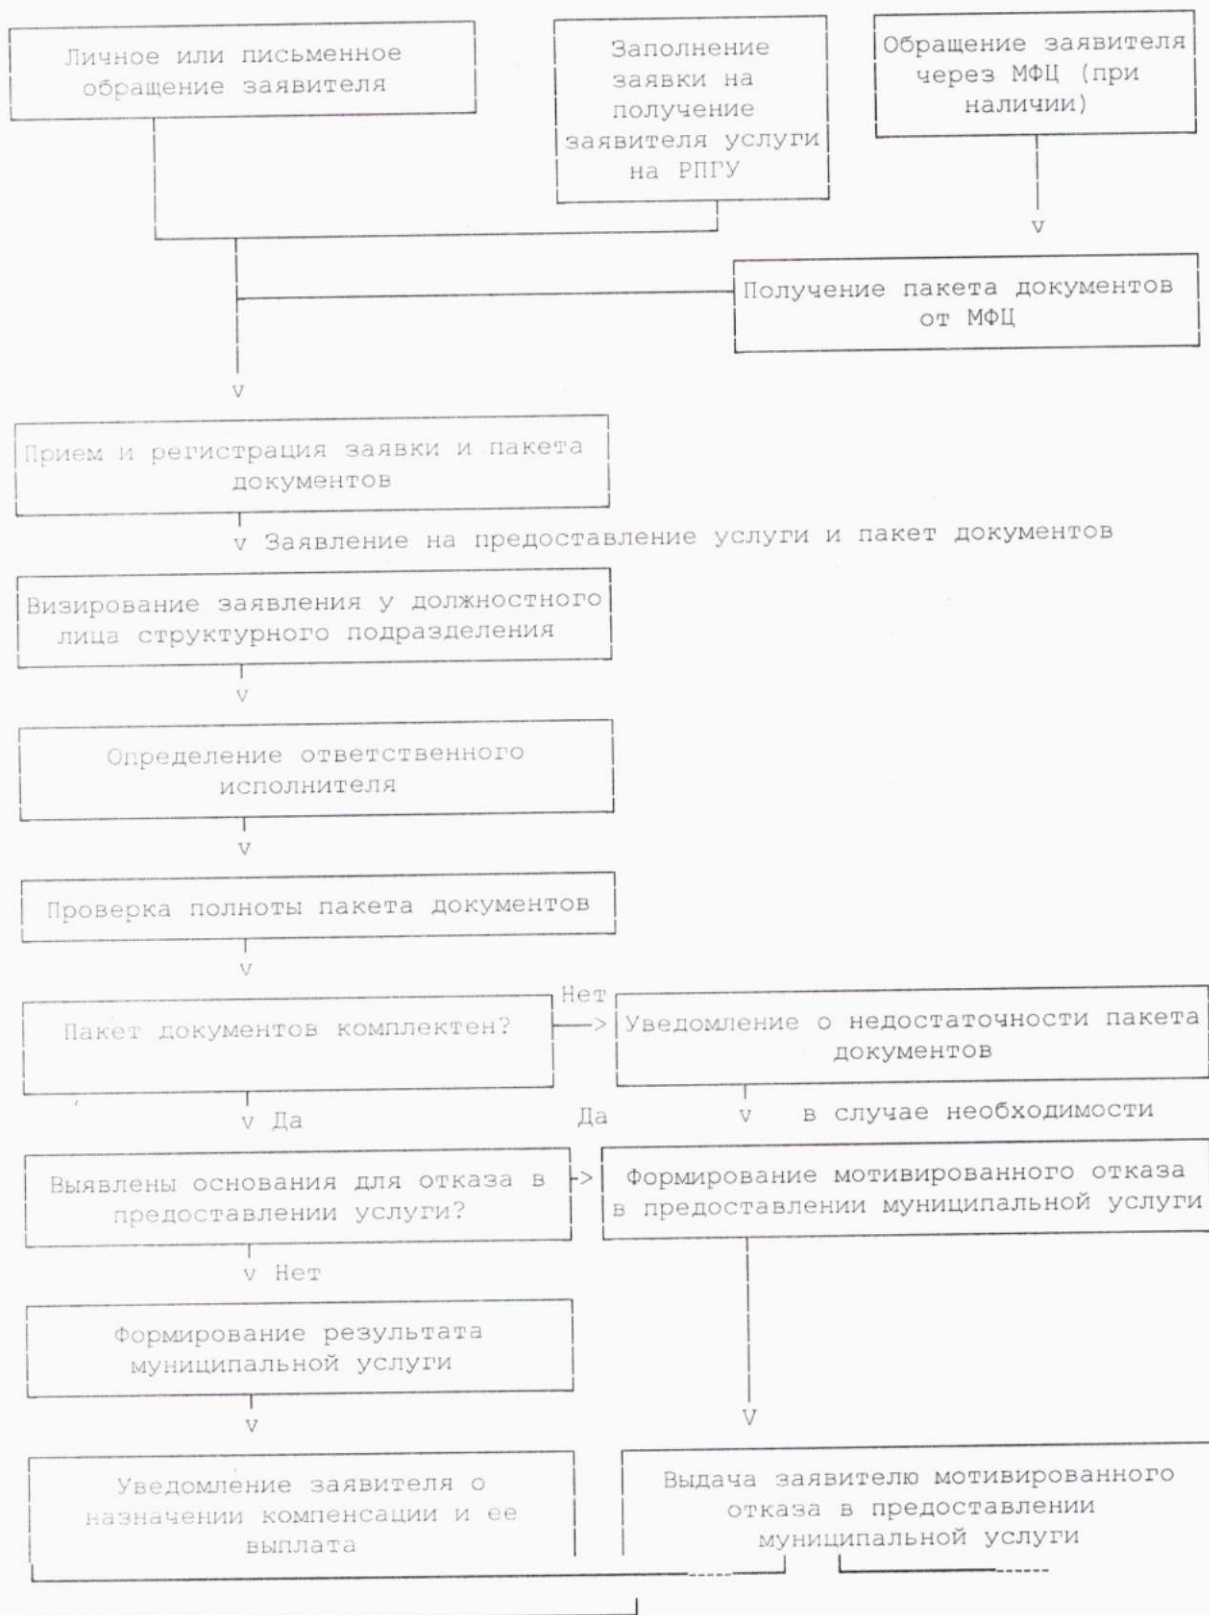 Личное или письменное
обращение заявителя
Заполнение
заявки на
получение
заявителя услуги
на РПГУ
Обращение заявителя
через МФЦ (при
наличии)
v
Получение пакета документов
от МФЦ
v
Прием и регистрация заявки и пакета
документов
v Заявление на предоставление услуги и пакет документов
Визирование заявления у должностного
лица структурного подразделения
v
Определение ответственного
исполнителя
v
Проверка полноты пакета документов
v
Пакет документов комплектен?
Нет
Уведомление о недостаточности пакета
документов
v Да
Да
v в случае необходимости
Выявлены основания для отказа в
предоставлении услуги?
Формирование мотивированного отказа
в предоставлении муниципальной услуги
v Нет
Формирование результата
муниципальной услуги
v
V
Уведомление заявителя о
назначении компенсации и ее
выплата
Выдача заявителю мотивированного
отказа в предоставлении
муниципальной услуги